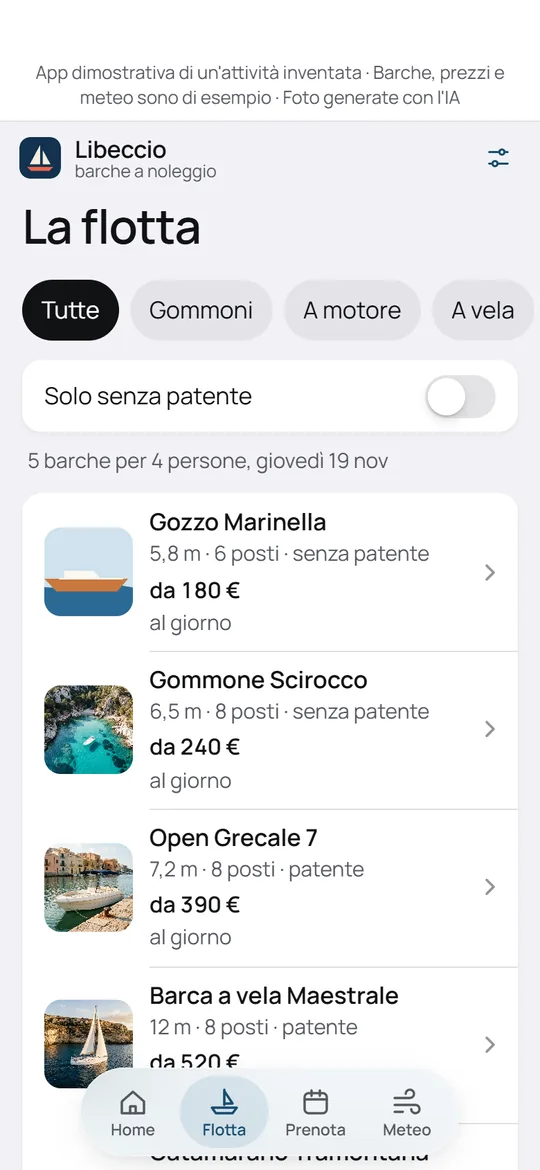 App dimostrativa di un'attività inventata · Barche, prezzi e
meteo sono di esempio · Foto generate con l'IA
Libeccio
barche a noleggio
La flotta
Tutte
Gommoni
A motore
A vela
Solo senza patente
5 barche per 4 persone, giovedì 19 nov
Gozzo Marinella
5,8 m · 6 posti · senza patente
da 180 €
al giorno
Gommone Scirocco
6,5 m · 8 posti · senza patente
da 240 €
al giorno
Open Grecale 7
7,2 m · 8 posti · patente
da 390 €
al giorno
Barca a vela Maestrale
12 m · 8 posti · patente
da 520 €
Home
Flotta
Prenota
Meteo
Catamarano Tramontana